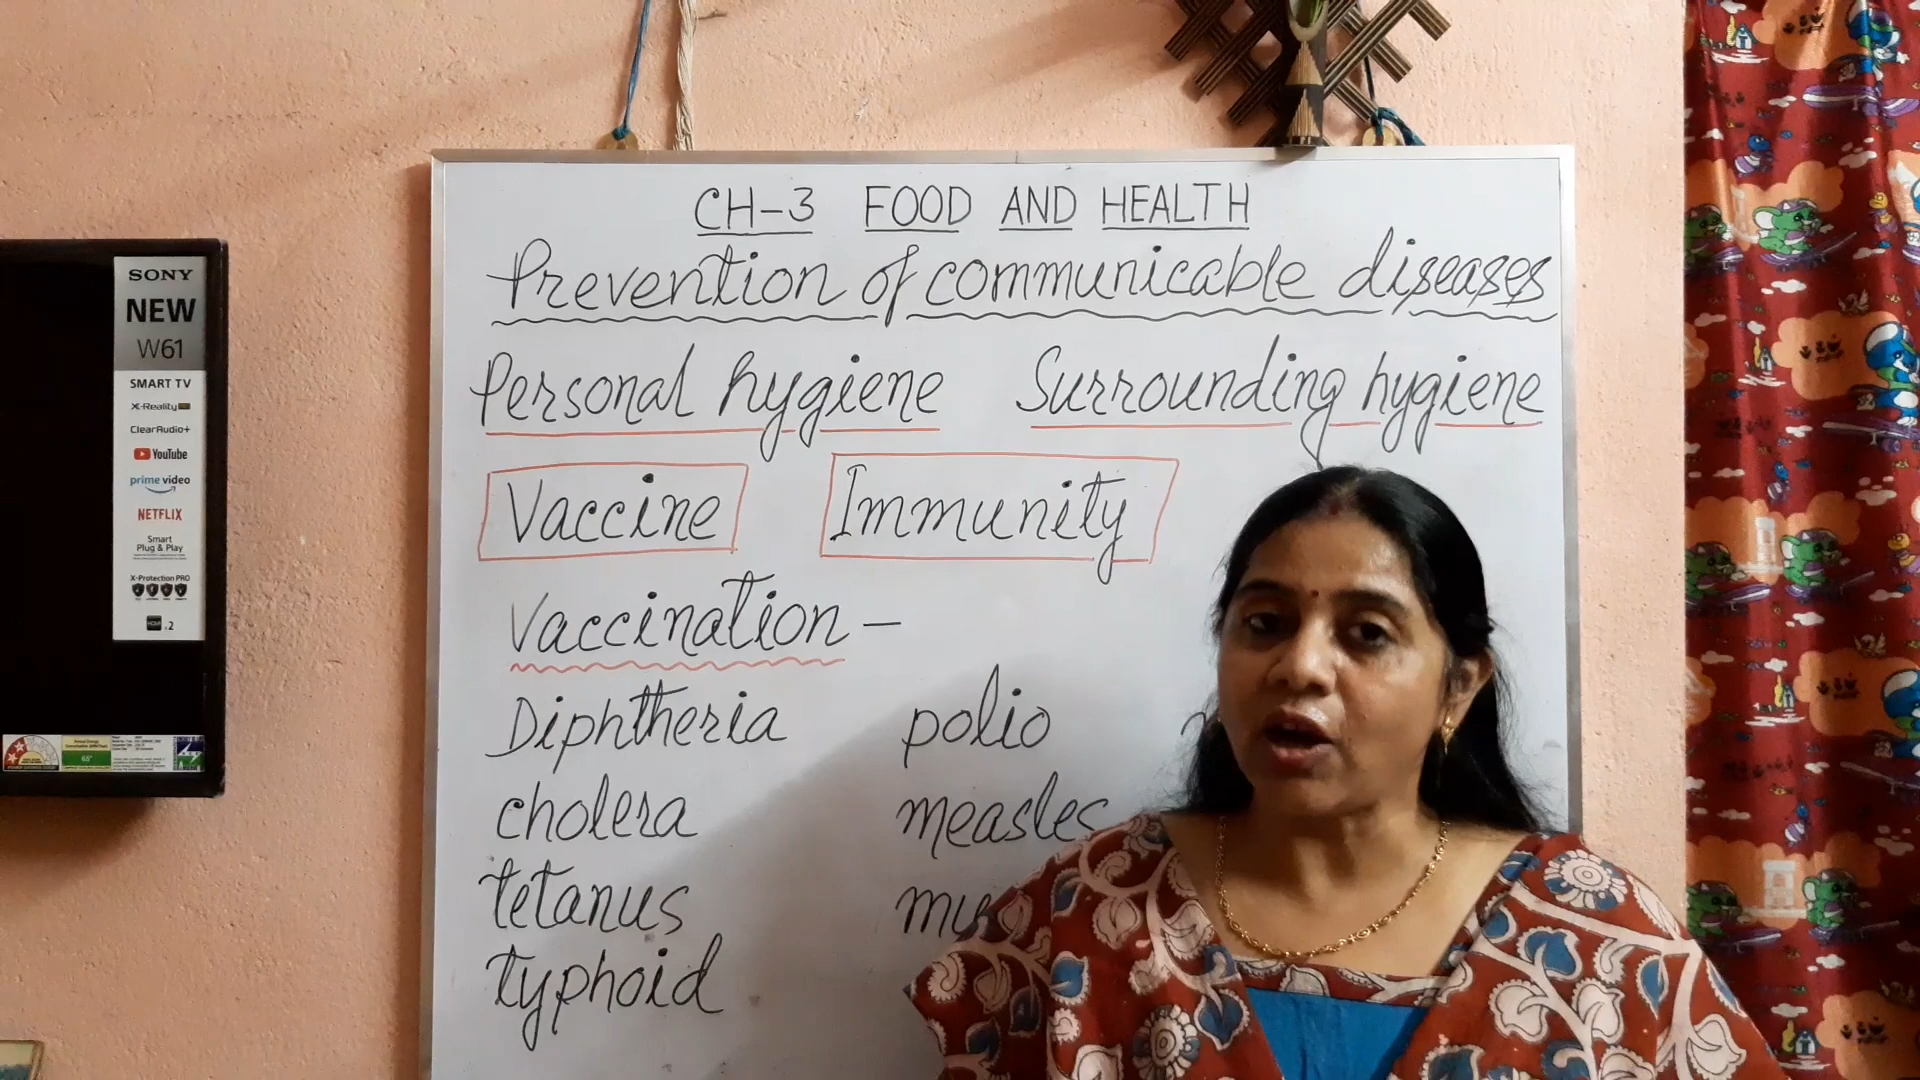 CH-3 FOOD AND HEALTH
Prevention of communicable diseases
Personal hygiene Surrounding hygiene
Vaccine Immunity
Vaccination –
Diphtheria polio
cholera measles
tetanus
typhoid
SONY
NEW
W61
SMART TV
X-Reality PRO
ClearAudio+
YouTube
prime video
NETFLIX
Smart
Plug & Play
X-Protection PRO
x2